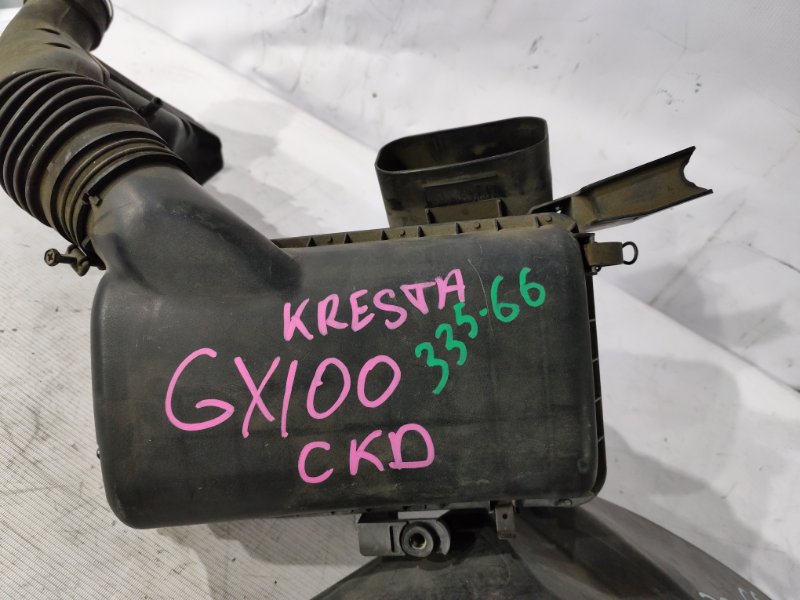 KRESTA
335-66
GX100
CKD